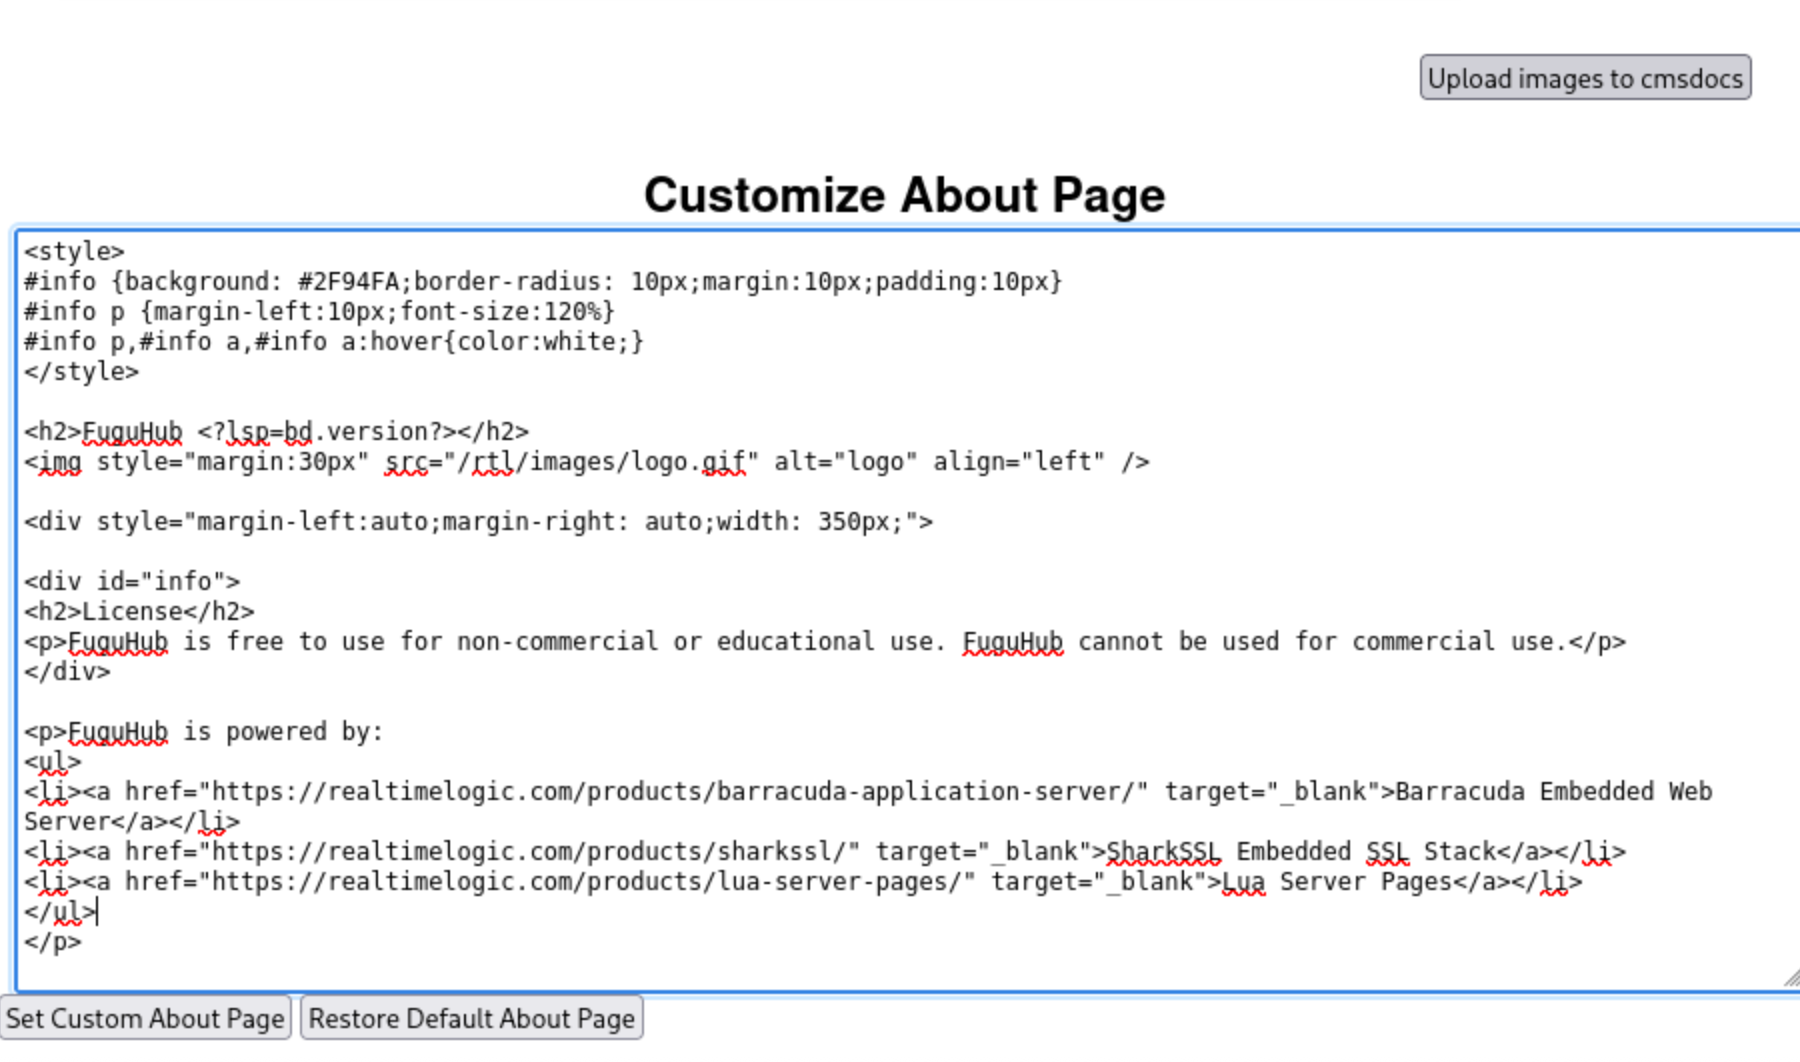 Upload images to cmsdocs
Customize About Page
<style>
#info {background: #2F94FA;border-radius: 10px;margin:10px;padding:10px}
#info p {margin-left:10px;font-size:120%}
#info p,#info a,#info a:hover{color:white;}
</style>
<h2>FuguHub <?lsp=bd.version?></h2>
<img style="margin:30px" src="/rtl/images/logo.gif" alt="logo" align="left" />
<div style="margin-left:auto;margin-right: auto;width: 350px;">
<div id="info">
<h2>License</h2>
<p>FuguHub is free to use for non-commercial or educational use. FuguHub cannot be used for commercial use.</p>
</div>
<p>FuguHub is powered by:
<ul>
<li><a href="https://realtimelogic.com/products/barracuda-application-server/" target="_blank">Barracuda Embedded Web
Server</a></li>
<li><a href="https://realtimelogic.com/products/sharkssl/" target="_blank">SharkSSL Embedded SSL Stack</a></li>
<li><a href="https://realtimelogic.com/products/lua-server-pages/" target="_blank">Lua Server Pages</a></li>
</ul>
</p>
Set Custom About Page
Restore Default About Page